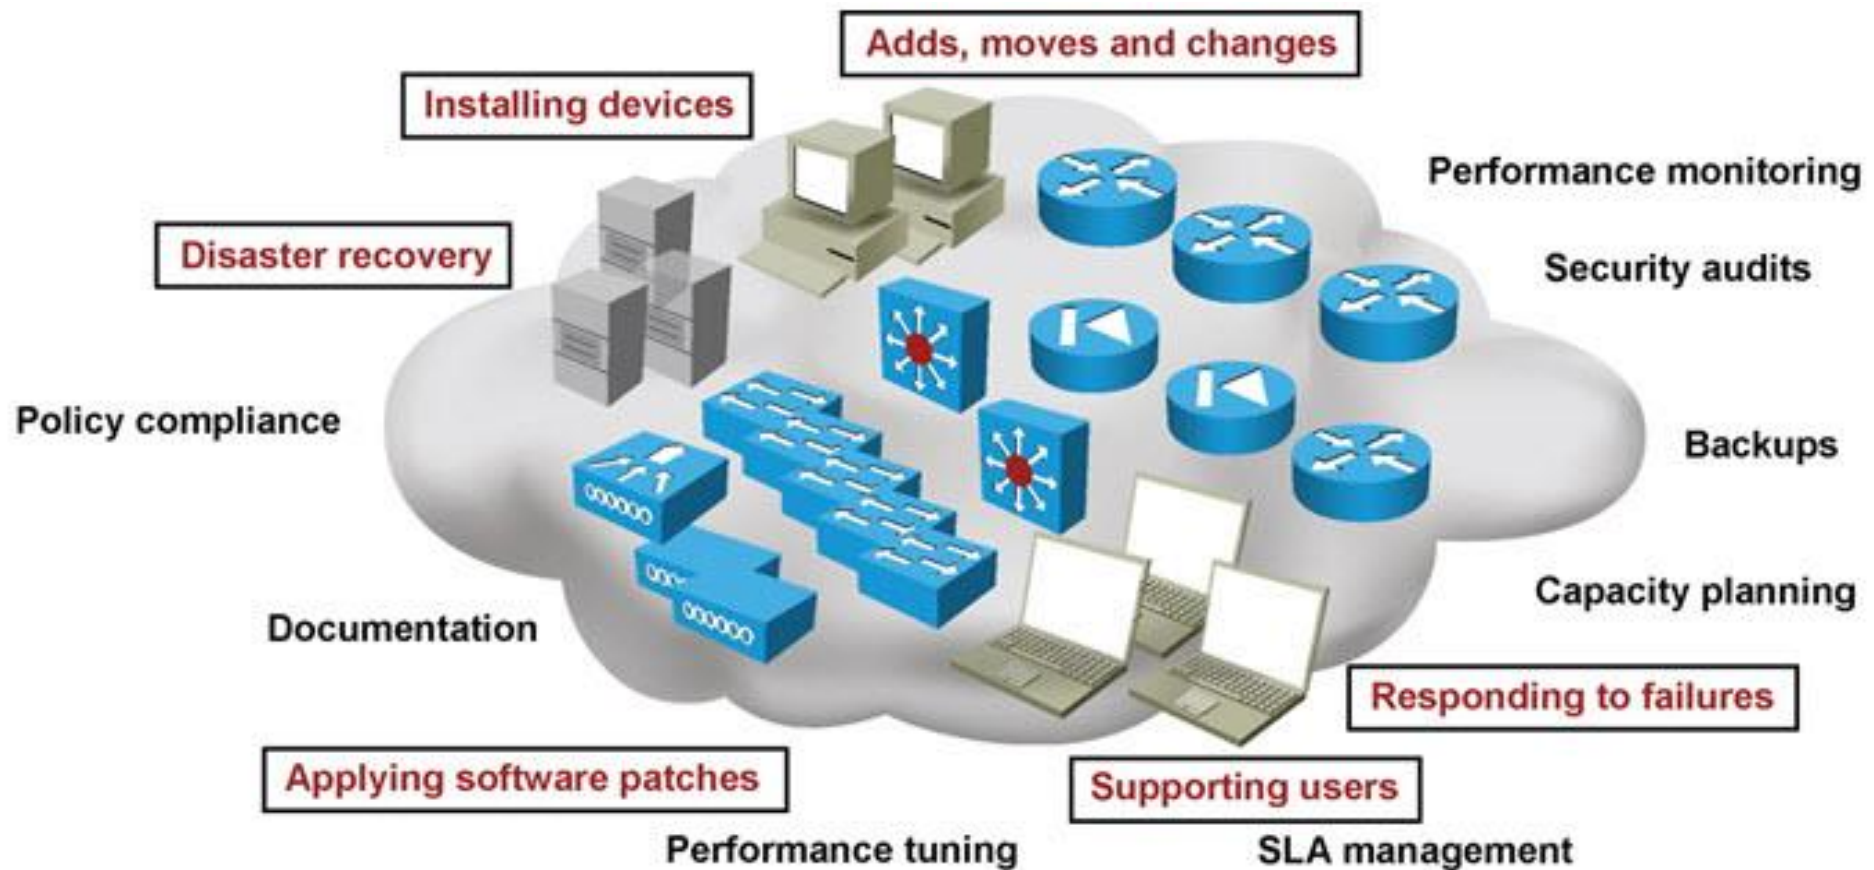 Adds, moves and changes
Installing devices
Performance monitoring
Disaster recovery
Security audits
Policy compliance
Backups
Capacity planning
Documentation
Responding to failures
Applying software patches
Supporting users
Performance tuning
SLA management